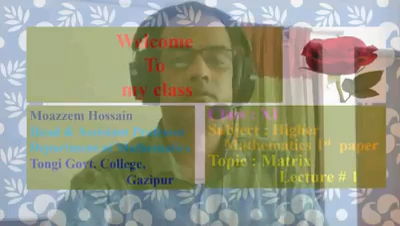 Welcome
To
my class
Moazzem Hossain
Head & Assistant Professor
Department of Mathematics
Tongi Govt. College,
Gazipur
Class : XI
Subject : Higher
Mathematics 1st paper
Topic : Matrix
Lecture # 1